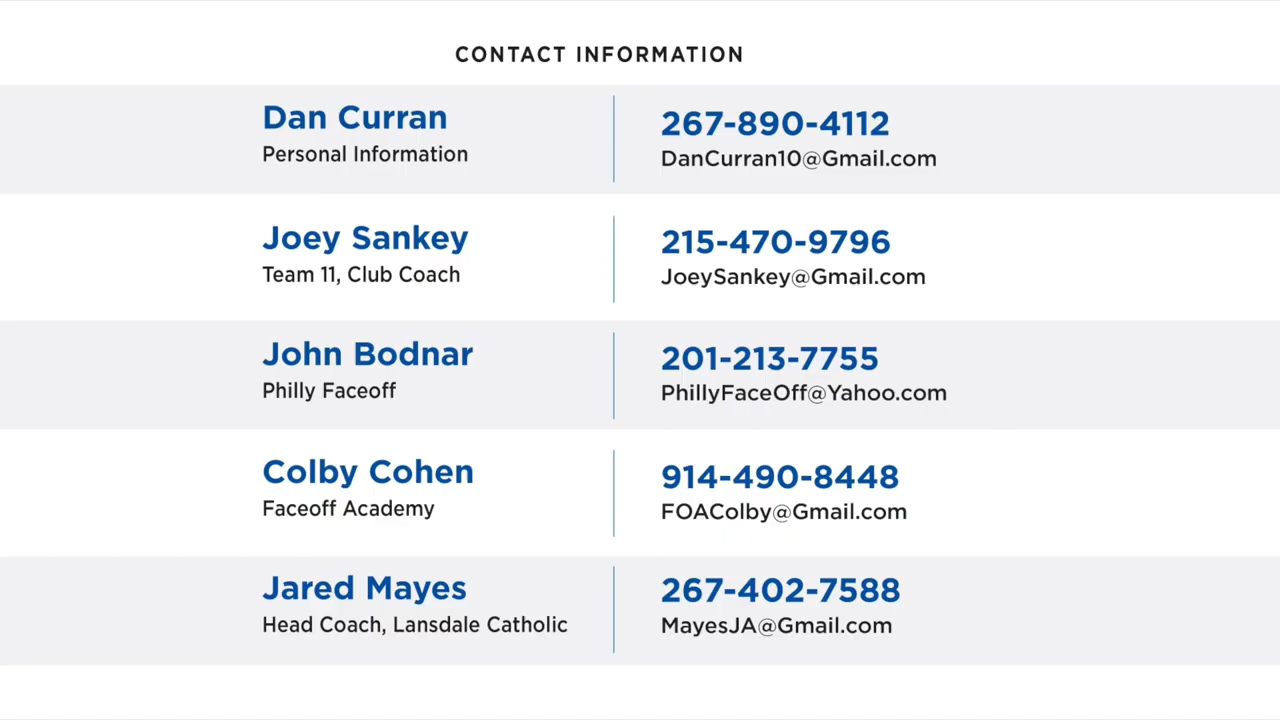 CONTACT INFORMATION
Dan Curran
Personal Information
267-890-4112
DanCurran10@Gmail.com
Joey Sankey
Team 11, Club Coach
215-470-9796
JoeySankey@Gmail.com
John Bodnar
Philly Faceoff
201-213-7755
PhillyFaceOff@Yahoo.com
Colby Cohen
Faceoff Academy
914-490-8448
FOAColby@Gmail.com
Jared Mayes
Head Coach, Lansdale Catholic
267-402-7588
MayesJA@Gmail.com